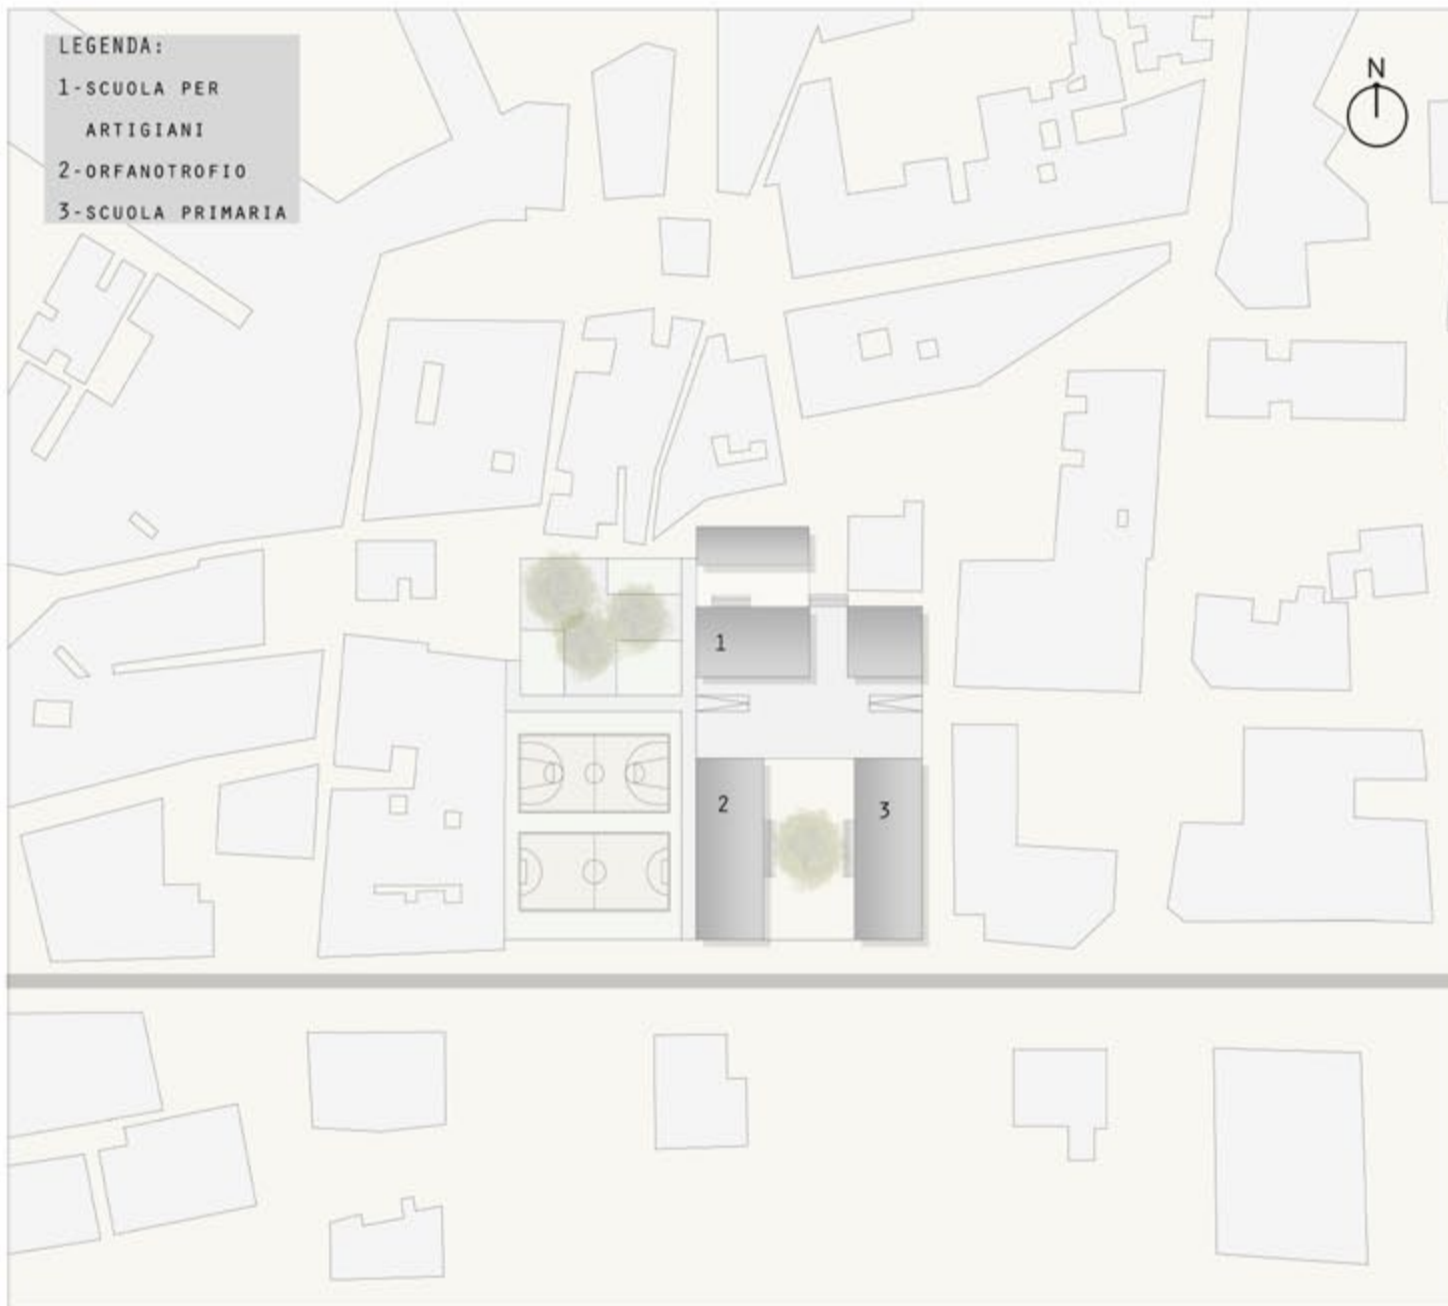 LEGENDA:
1-SCUOLA PER
ARTIGIANI
2-ORFANOTROFIO
3-SCUOLA PRIMARIA
N
1
2
3